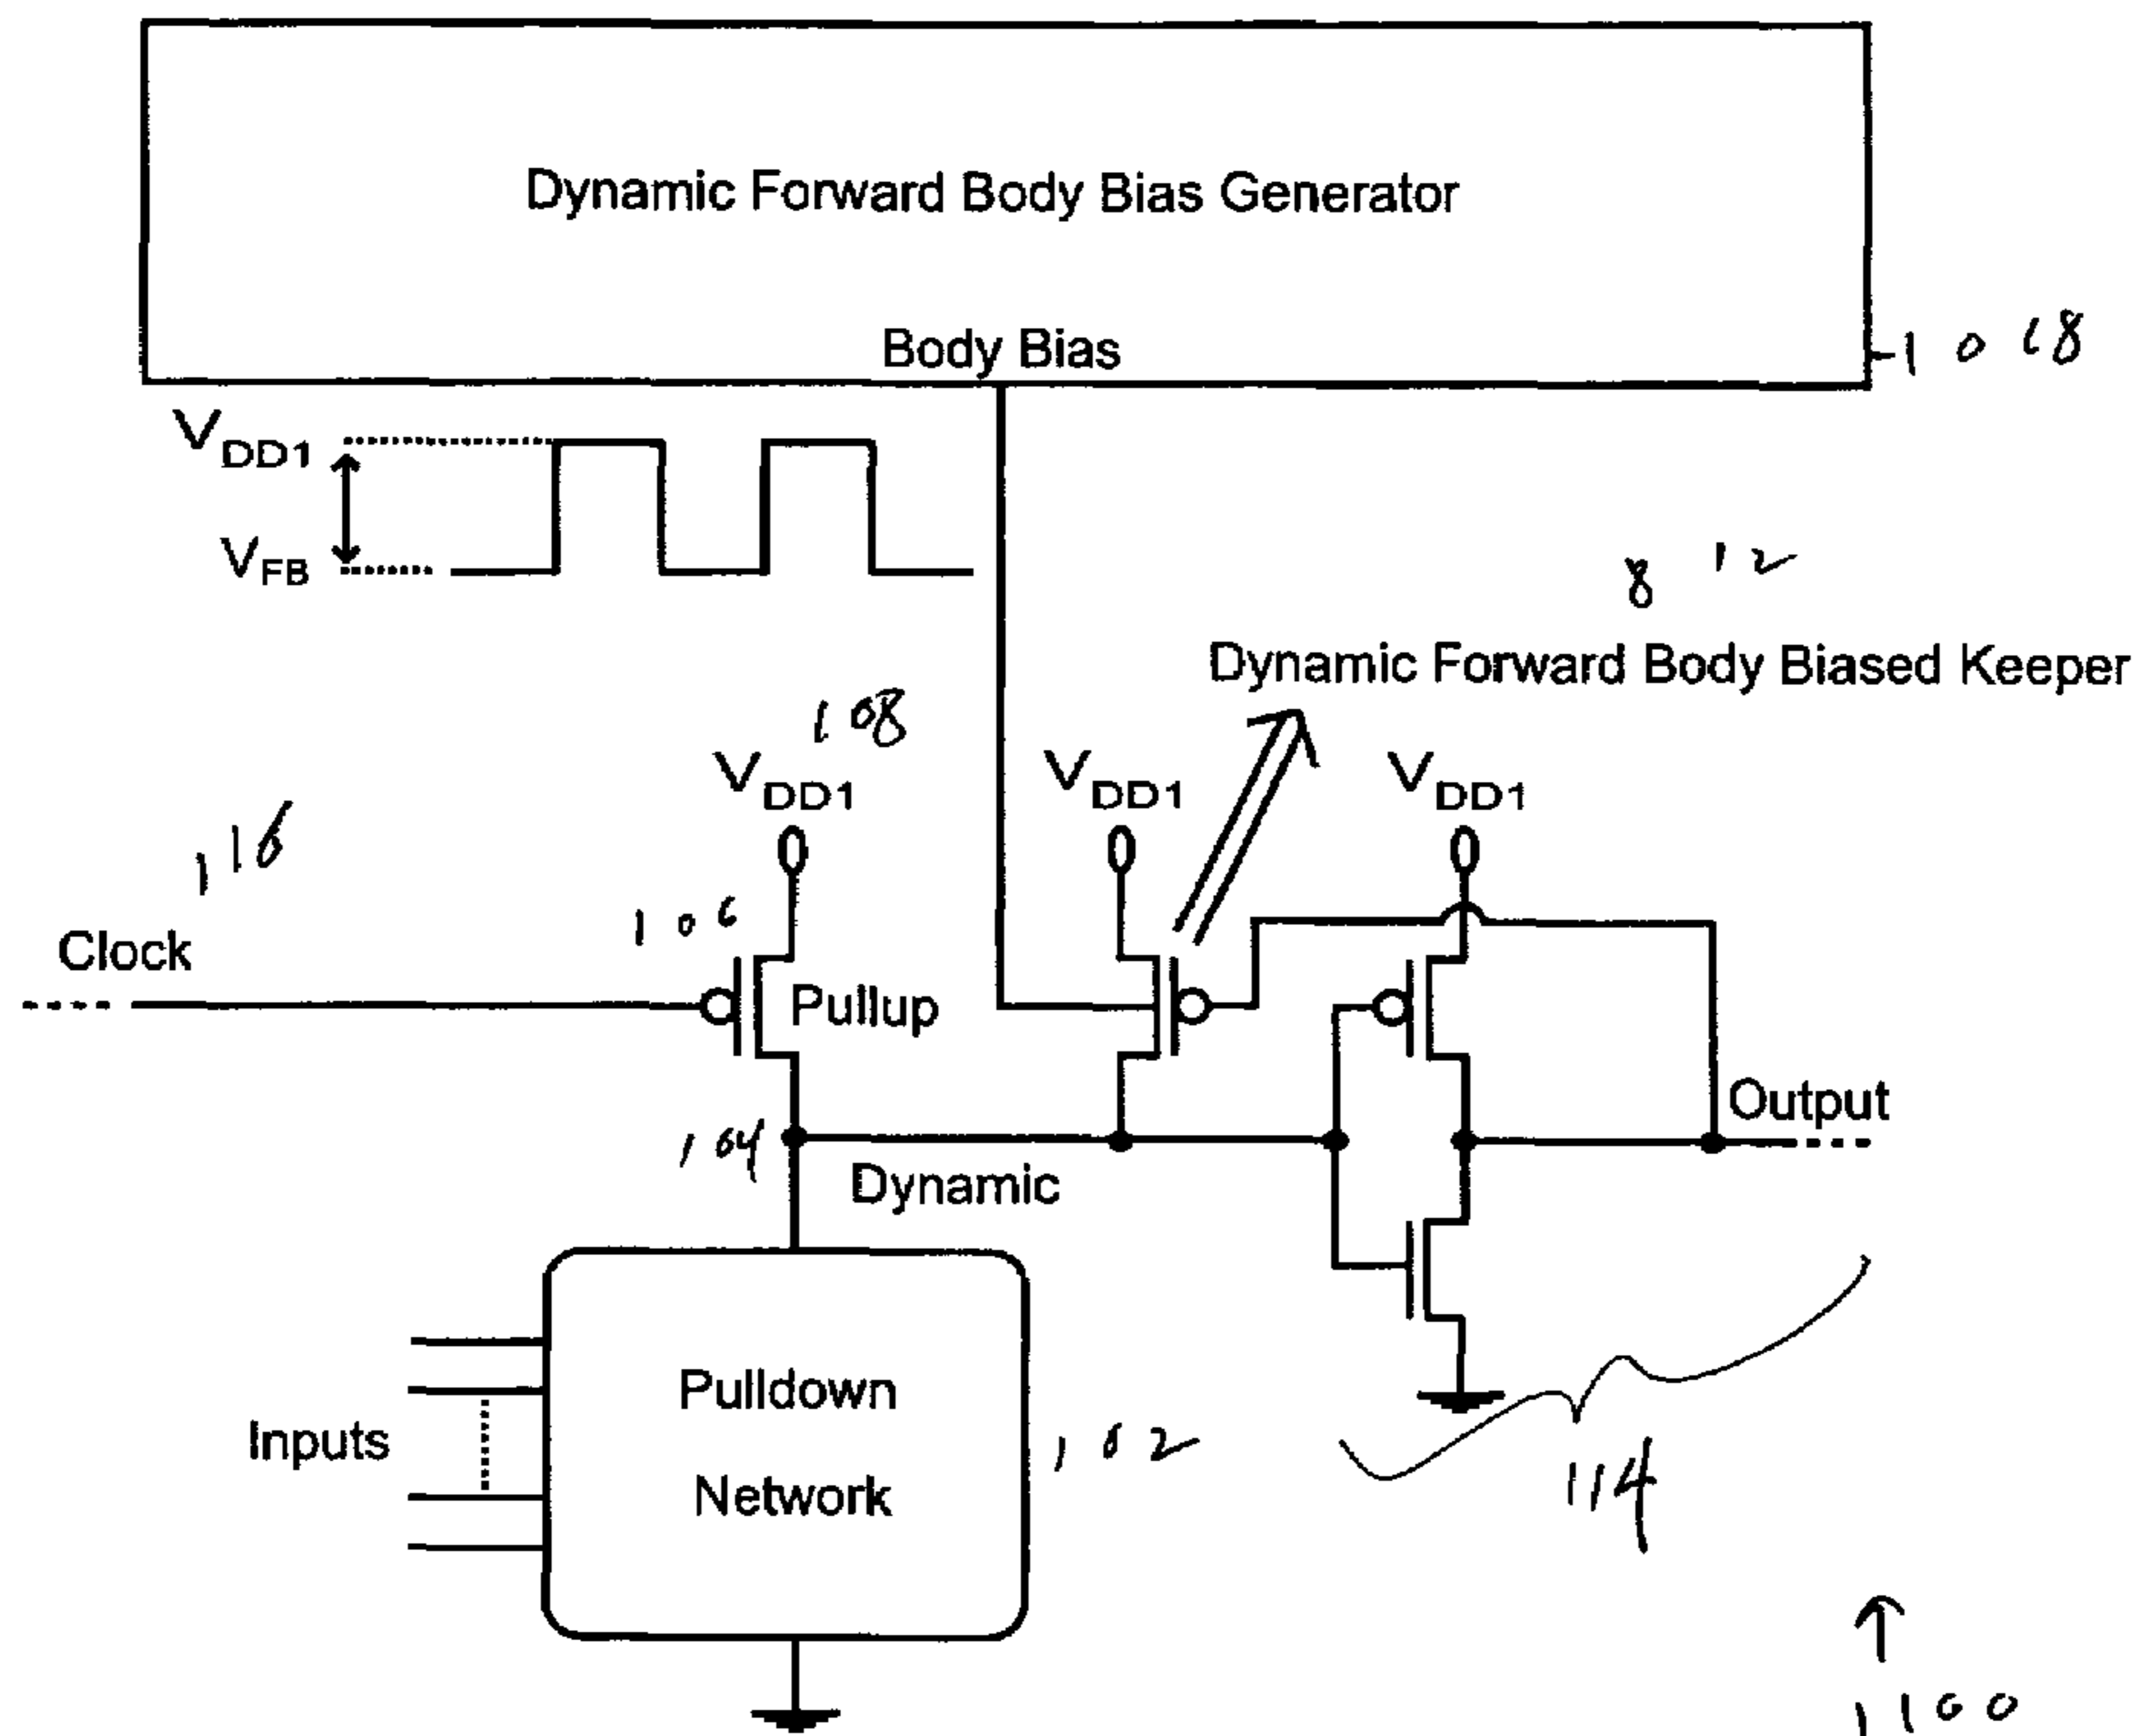 Dynamic Forward Body Bias Generator
Body Bias
1018
VDD1
VFB
812
Dynamic Forward Body Biased Keeper
108
VDD1
VDD1
VDD1
116
106
Clock
Pullup
Output
104
Dynamic
Pulldown
Network
Inputs
102
114
1100